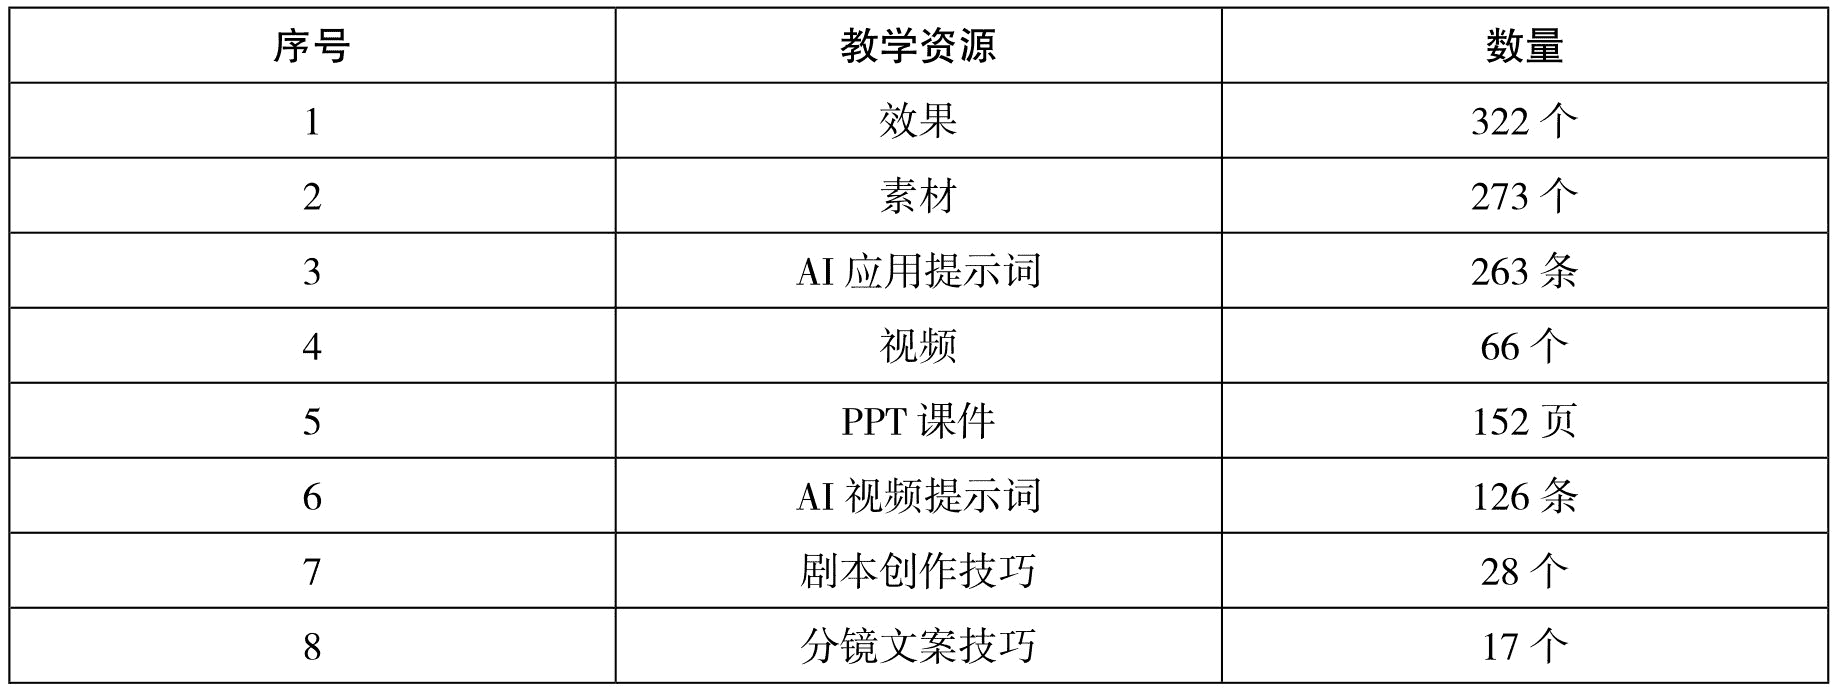 序号 教学资源 数量
1 效果 322 个
2 素材 273 个
3 AI 应用提示词 263 条
4 视频 66 个
5 PPT 课件 152 页
6 AI 视频提示词 126 条
7 剧本创作技巧 28 个
8 分镜文案技巧 17 个